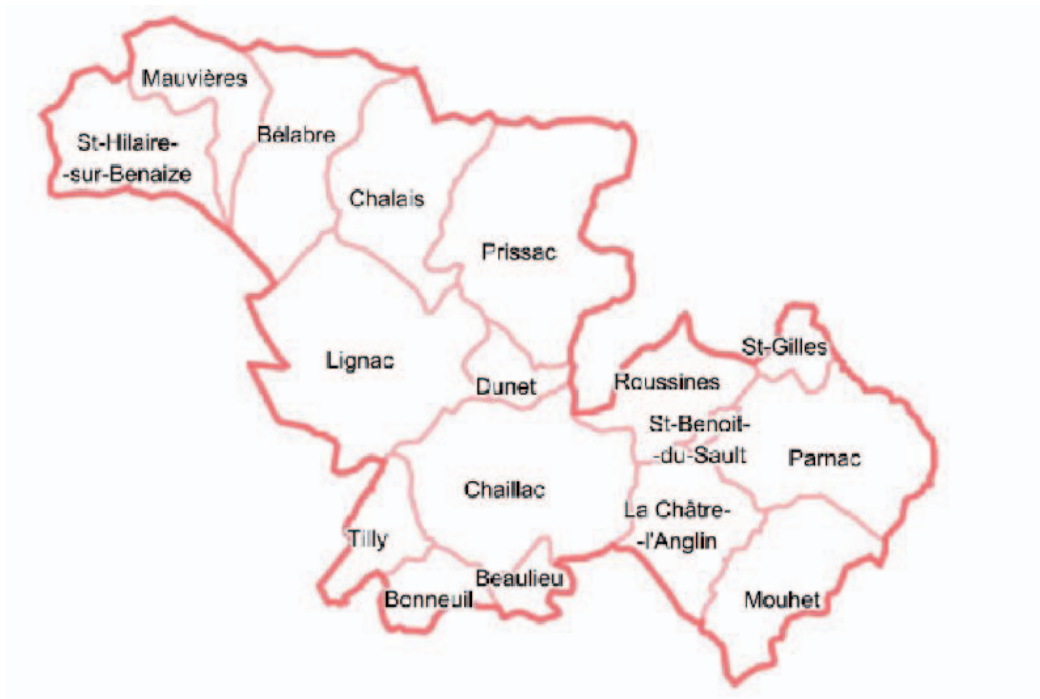 Mauvières
St-Hilaire-
-sur-Benaize
Bélabre
Chalais
Prissac
Lignac
Dunet
St-Gilles
Roussines
St-Benoit-
-du-Sault
Parnac
Chaillac
La Châtre-
-l'Anglin
Tilly
Beaulieu
Bonneuil
Mouhet